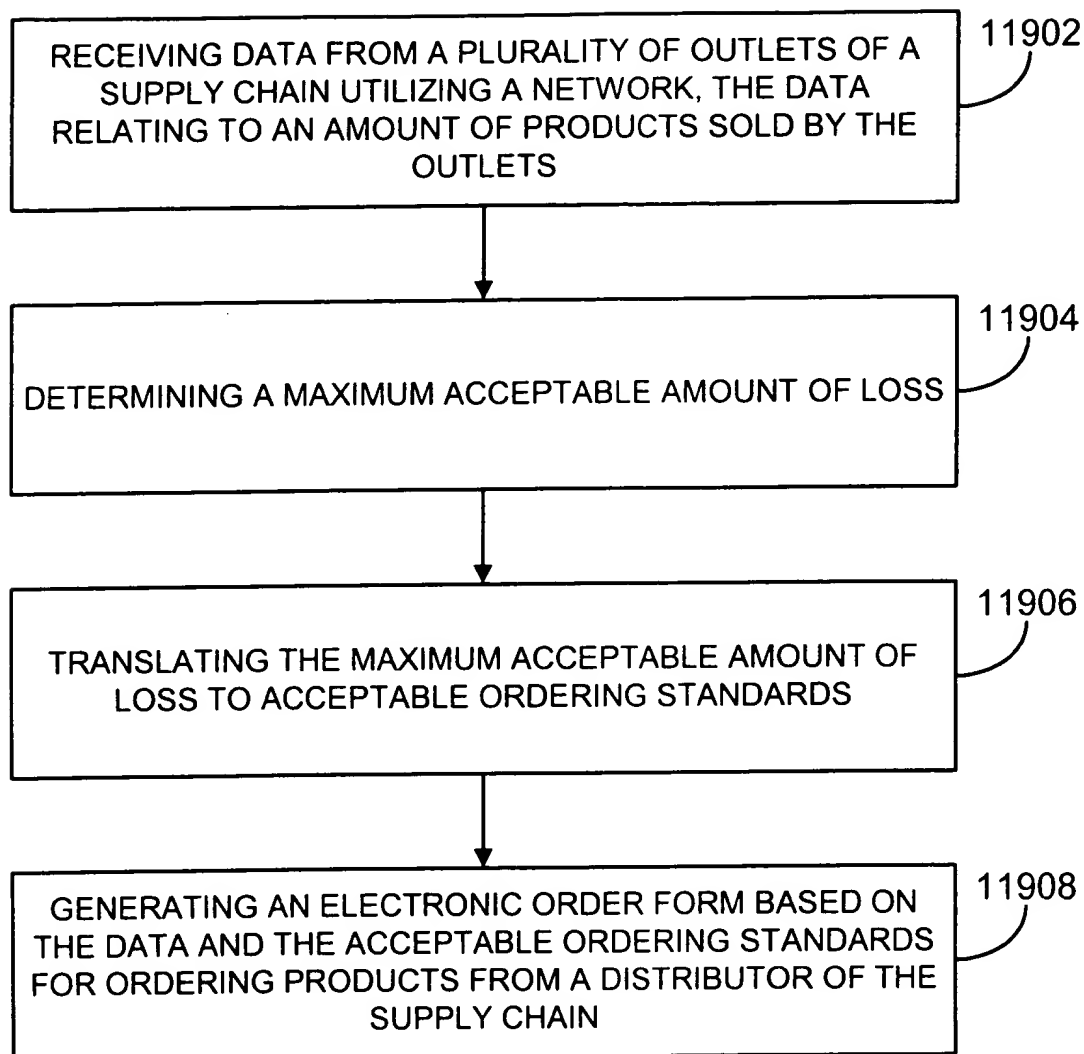 RECEIVING DATA FROM A PLURALITY OF OUTLETS OF A
SUPPLY CHAIN UTILIZING A NETWORK, THE DATA
RELATING TO AN AMOUNT OF PRODUCTS SOLD BY THE
OUTLETS
11902
DETERMINING A MAXIMUM ACCEPTABLE AMOUNT OF LOSS
11904
TRANSLATING THE MAXIMUM ACCEPTABLE AMOUNT OF
LOSS TO ACCEPTABLE ORDERING STANDARDS
11906
GENERATING AN ELECTRONIC ORDER FORM BASED ON
THE DATA AND THE ACCEPTABLE ORDERING STANDARDS
FOR ORDERING PRODUCTS FROM A DISTRIBUTOR OF THE
SUPPLY CHAIN
11908